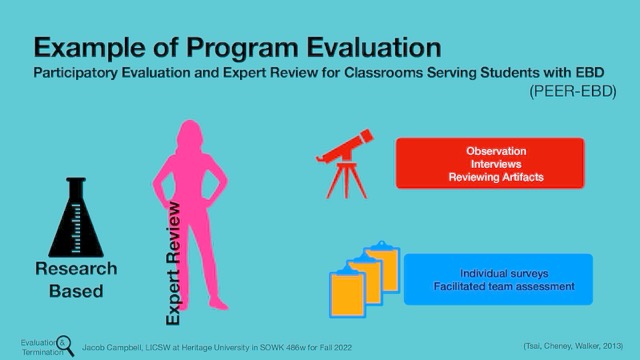 Example of Program Evaluation
Participatory Evaluation and Expert Review for Classrooms Serving Students with EBD
(PEER-EBD)
Research
Based
Expert Review
Observation
Interviews
Reviewing Artifacts
Individual surveys
Facilitated team assessment
Evaluation &
Termination
Jacob Campbell, LICSW at Heritage University in SOWK 486w for Fall 2022
(Tsai, Cheney, Walker, 2013)